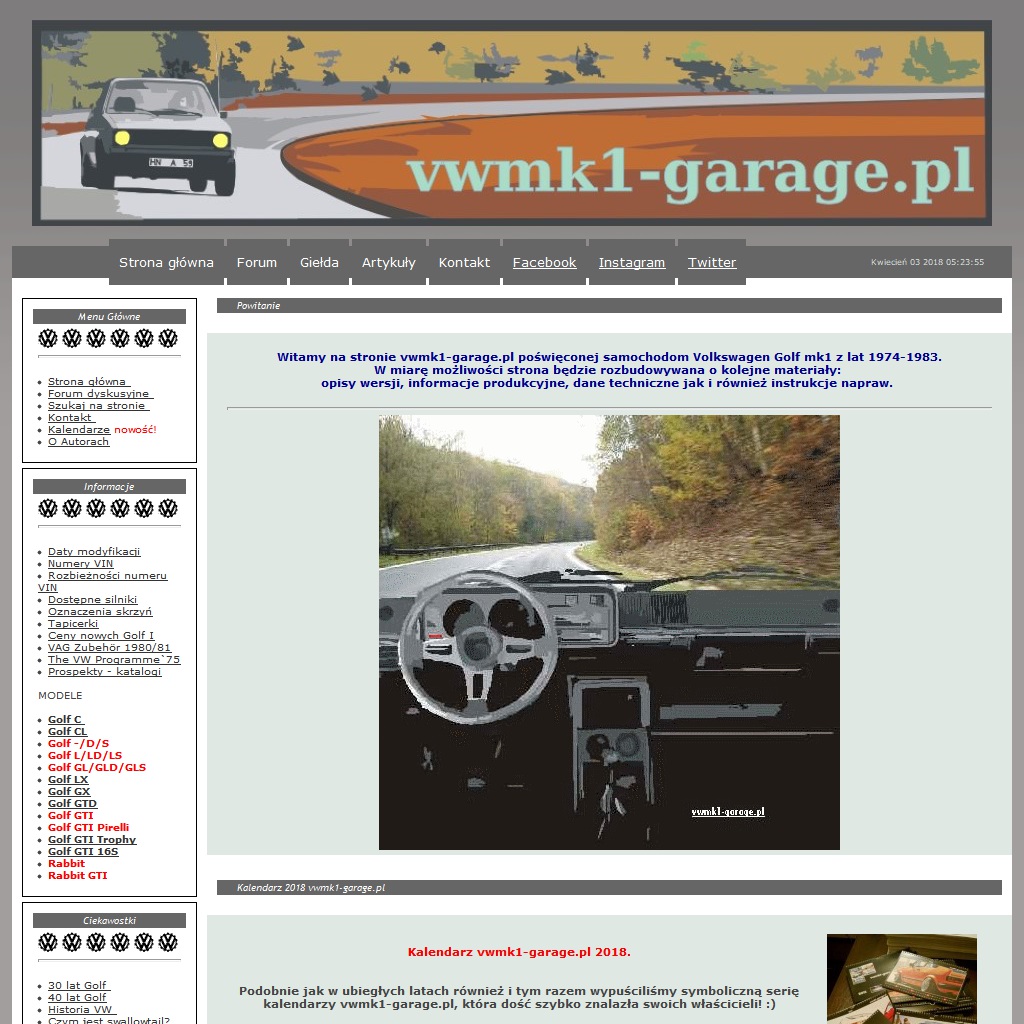 vwmk1-garage.pl
HN A 59
Strona główna Forum Giełda Artykuły Kontakt Facebook Instagram Twitter
Kwiecień 03 2018 05:23:55
Menu Główne
Strona główna
Forum dyskusyjne
Szukaj na stronie
Kontakt
Kalendarze nowość!
O Autorach
Informacje
Daty modyfikacji
Numery VIN
Rozbieżności numeru
VIN
Dostępne silniki
Oznaczenia skrzyń
Tapicerki
Ceny nowych Golf I
VAG Zubehör 1980/81
The VW Programme`75
Prospekty - katalogi
MODELE
Golf C
Golf CL
Golf -/D/S
Golf L/LD/LS
Golf GL/GLD/GLS
Golf LX
Golf GX
Golf GTD
Golf GTI
Golf GTI Pirelli
Golf GTI Trophy
Golf GTI 16S
Rabbit
Rabbit GTI
Ciekawostki
30 lat Golf
40 lat Golf
Historia VW
Czym jest swallowtail?
Powitanie
Witamy na stronie vwmk1-garage.pl poświęconej samochodom Volkswagen Golf mk1 z lat 1974-1983.
W miarę możliwości strona będzie rozbudowywana o kolejne materiały:
opisy wersji, informacje produkcyjne, dane techniczne jak i również instrukcje napraw.
vwmk1-garage.pl
Kalendarz 2018 vwmk1-garage.pl
Kalendarz vwmk1-garage.pl 2018.
Podobnie jak w ubiegłych latach również i tym razem wypuściliśmy symboliczną serię
kalendarzy vwmk1-garage.pl, która dość szybko znalazła swoich właścicieli! :)